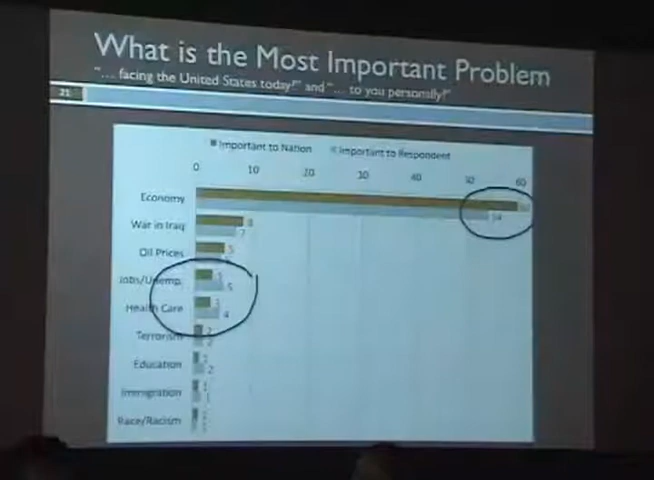 What is the Most Important Problem
"... facing the United States today?" and "... to you personally?"
21
Important to Nation Important to Respondent
0 10 20 30 40 50 60
Economy 54
War in Iraq 8 7
Oil Prices 5
Jobs/Unemp. 3 5
Health Care 3 4
Terrorism 2
Education 1 2
Immigration 1 1
Race/Racism